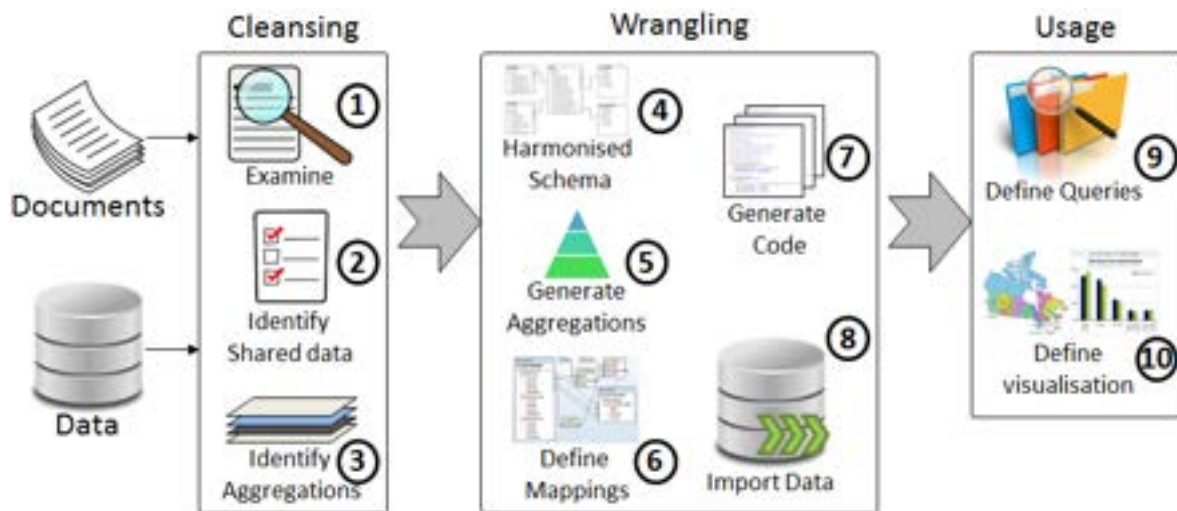 Cleansing
Wrangling
Usage
Documents
Data
1
Examine
2
Identify
Shared data
3
Identify
Aggregations
4
Harmonised
Schema
5
Generate
Aggregations
6
Define
Mappings
7
Generate
Code
8
Import Data
9
Define Queries
10
Define
visualisation